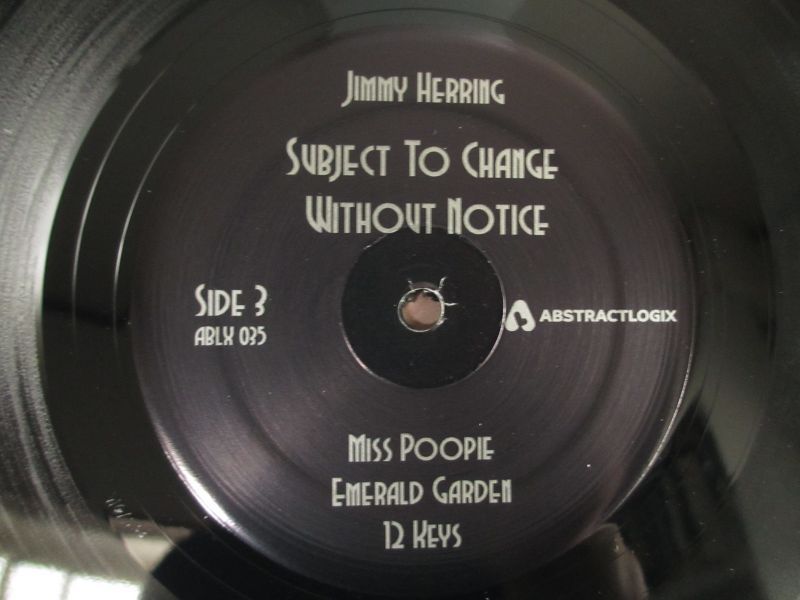 Jimmy Herring
Subject To Change
Without Notice
Side 3
ABLX 035
ABSTRACTLOGIX
Miss Poopie
Emerald Garden
12 Keys